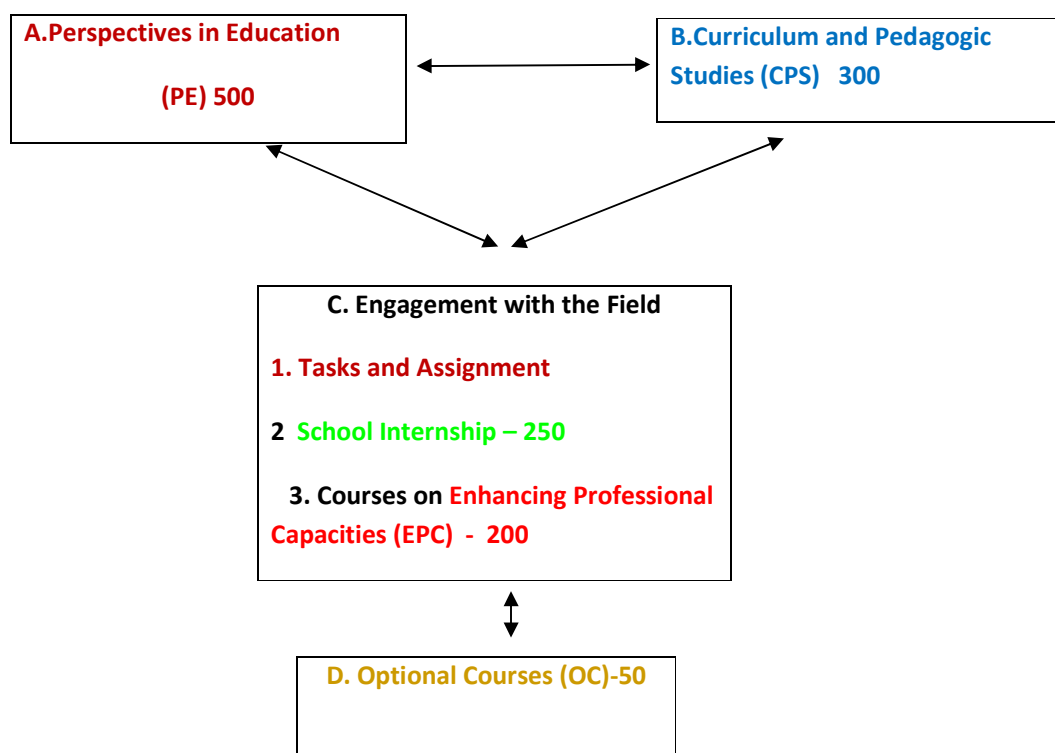 A.Perspectives in Education
(PE) 500
B.Curriculum and Pedagogic
Studies (CPS) 300
C. Engagement with the Field
1. Tasks and Assignment
2 School Internship – 250
3. Courses on Enhancing Professional
Capacities (EPC) - 200
D. Optional Courses (OC)-50